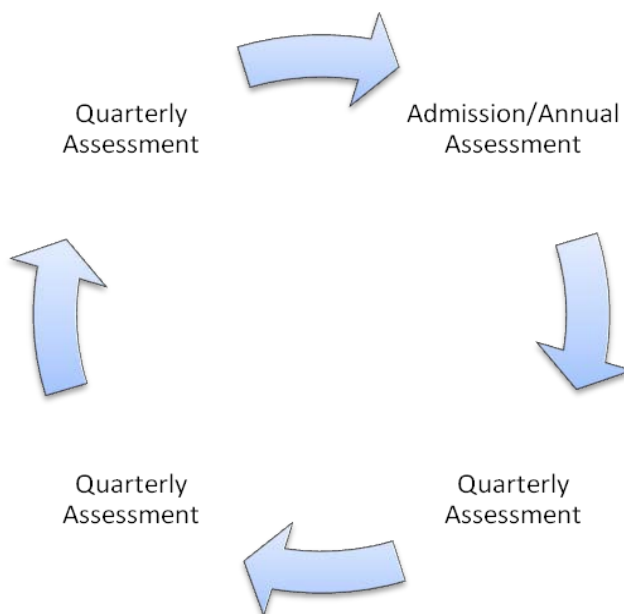 Quarterly
Assessment
Admission/Annual
Assessment
Quarterly
Assessment
Quarterly
Assessment